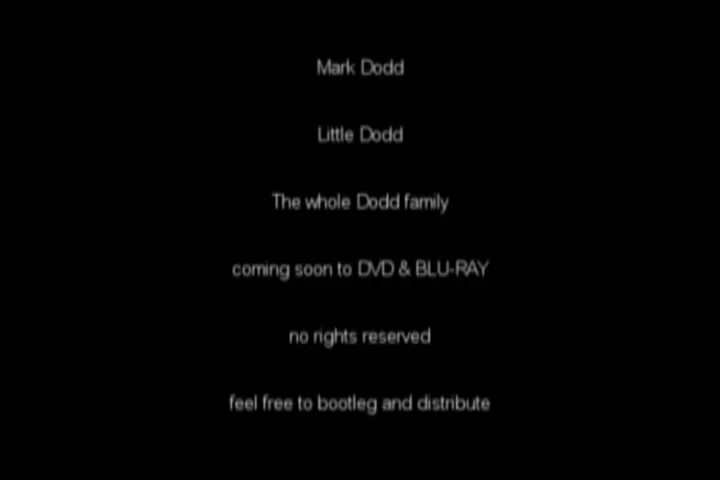 Mark Dodd
Little Dodd
The whole Dodd family
coming soon to DVD & BLU-RAY
no rights reserved
feel free to bootleg and distribute